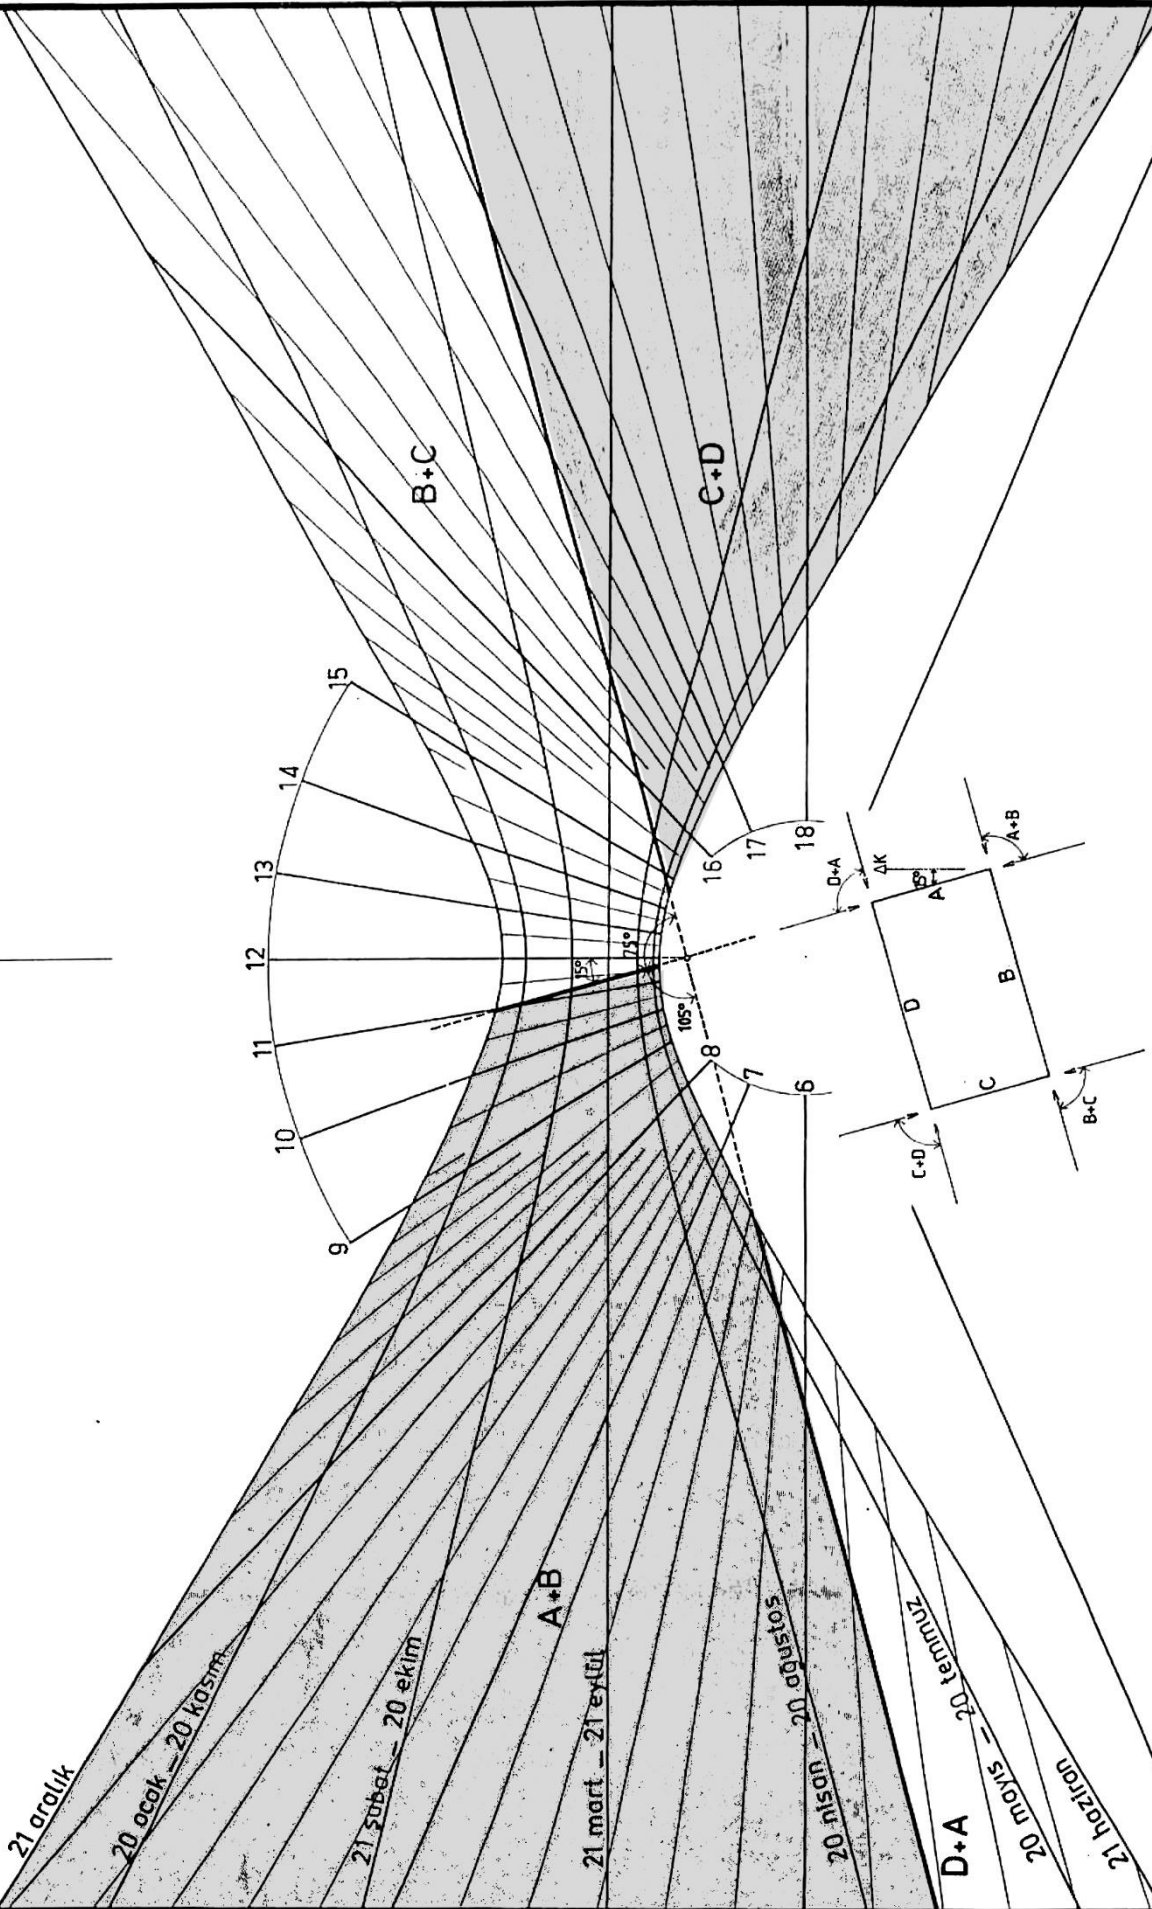 21 aralık
20 ocak _ 20 kasım
21 şubat _ 20 ekim
21 mart _ 21 eylül
20 nisan _ 20 ağustos
20 mayıs _ 20 temmuz
21 haziran
A+B
B+C
C+D
D+A
9
10
11
12
13
14
15
16
17
18
8
7
6
15°
75°
105°
D+A
ΔK
15°
A
A+B
D
B
C
C+D
B+C